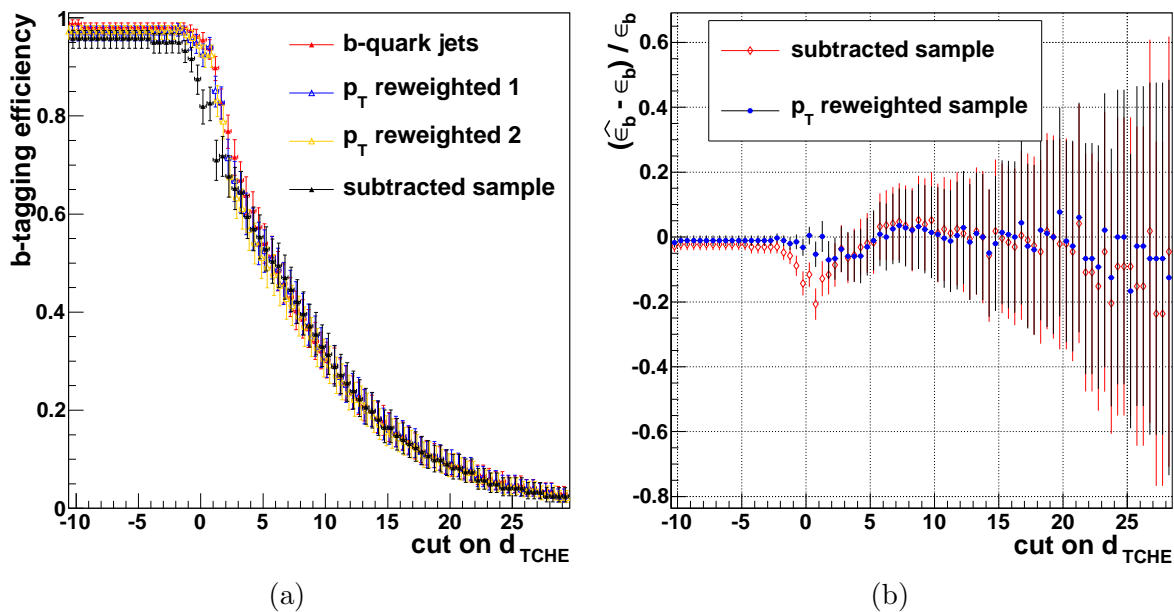 b-tagging efficiency
1
0.8
0.6
0.4
0.2
0
b-quark jets
p_T reweighted 1
p_T reweighted 2
subtracted sample
-10 -5 0 5 10 15 20 25
cut on d_TCHE
(a)
(ϵ̂_b - ϵ_b) / ϵ_b
0.6
0.4
0.2
0
-0.2
-0.4
-0.6
-0.8
subtracted sample
p_T reweighted sample
-10 -5 0 5 10 15 20 25
cut on d_TCHE
(b)